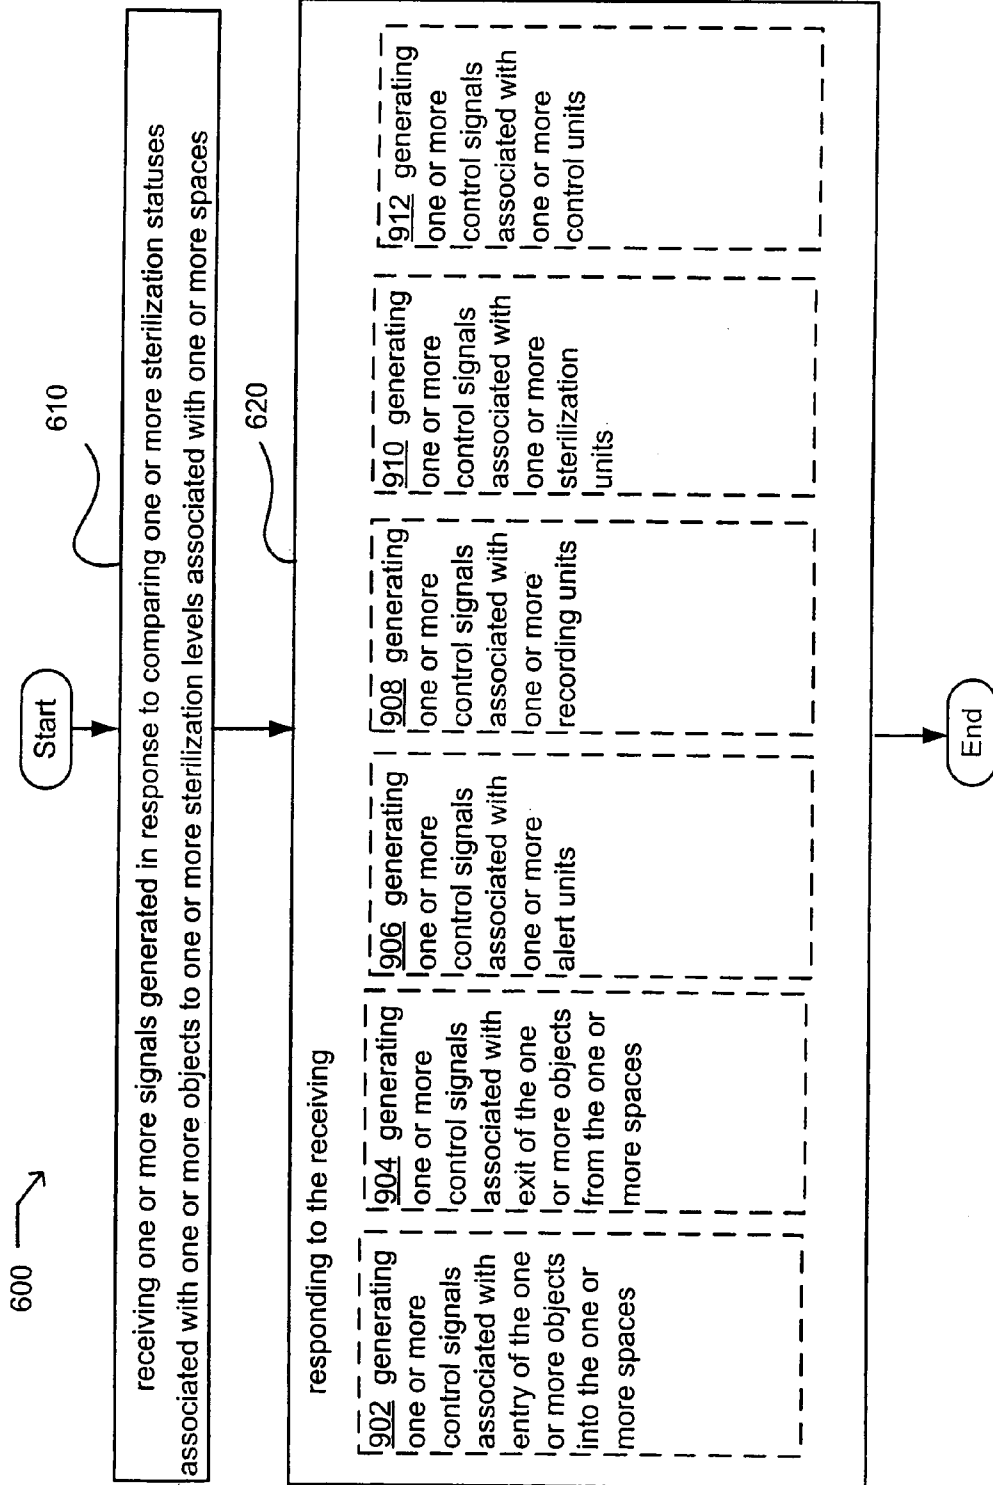 600
Start
610
receiving one or more signals generated in response to comparing one or more sterilization statuses
associated with one or more objects to one or more sterilization levels associated with one or more spaces
620
responding to the receiving
902 generating
one or more
control signals
associated with
entry of the one
or more objects
into the one or
more spaces
904 generating
one or more
control signals
associated with
exit of the one
or more objects
from the one or
more spaces
906 generating
one or more
control signals
associated with
one or more
alert units
908 generating
one or more
control signals
associated with
one or more
recording units
910 generating
one or more
control signals
associated with
one or more
sterilization
units
912 generating
one or more
control signals
associated with
one or more
control units
End